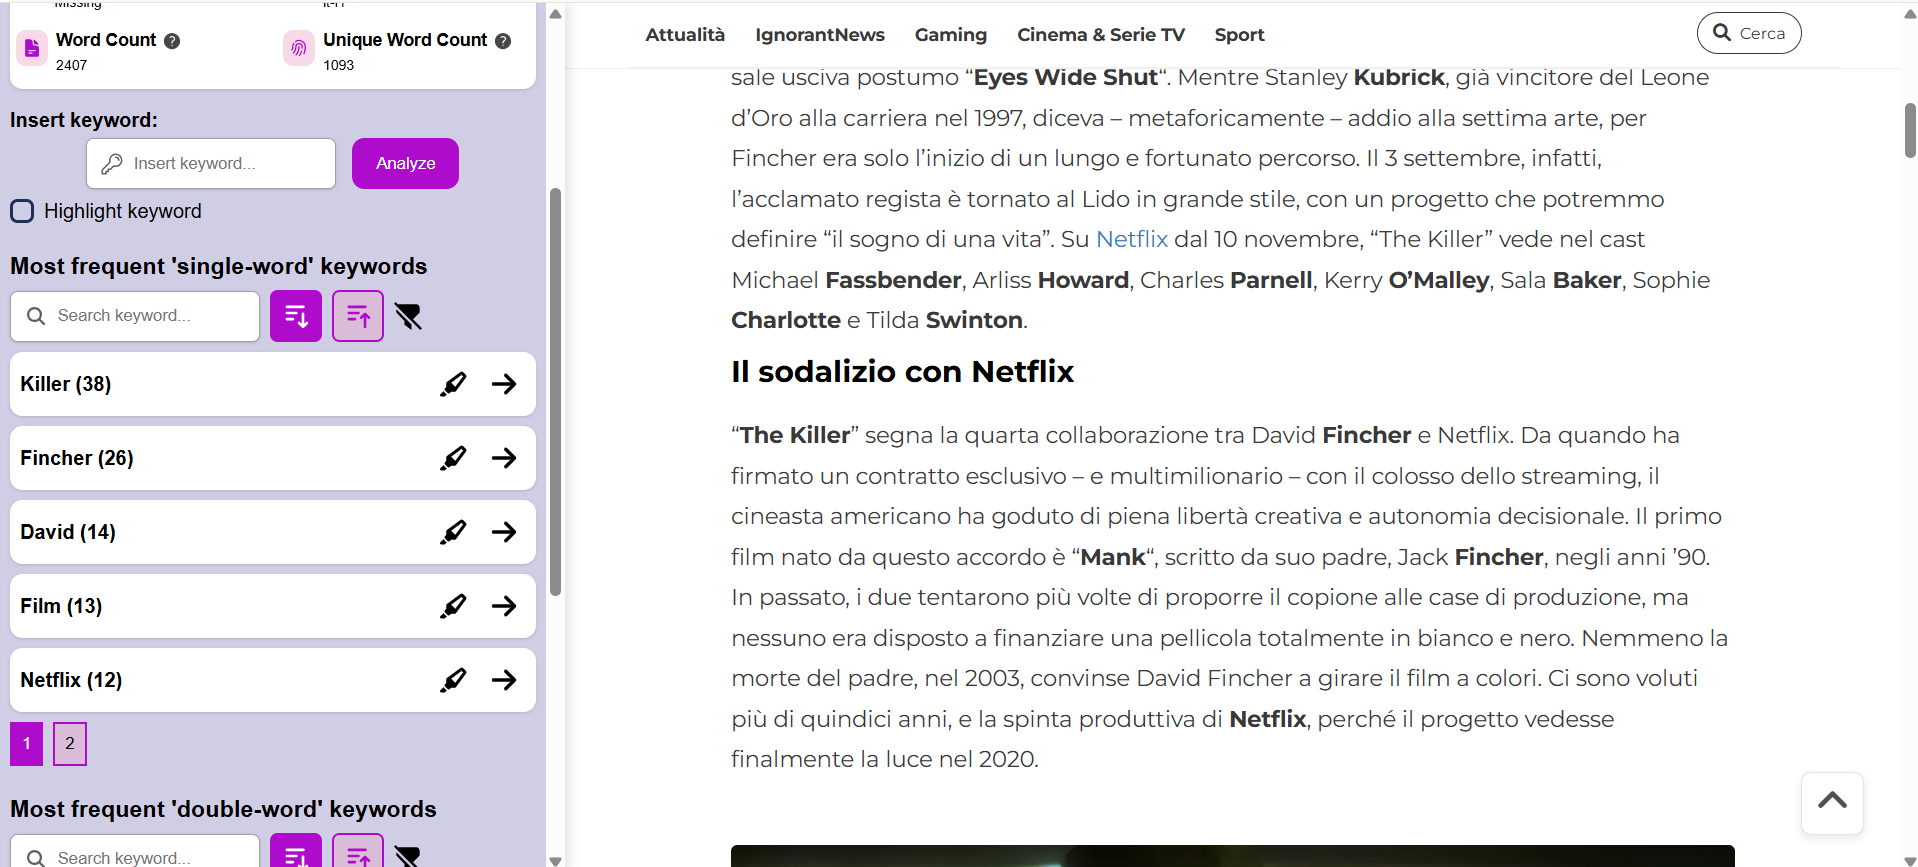 Missing
it-IT
Word Count
2407
Unique Word Count
1093
Insert keyword:
Insert keyword...
Analyze
Highlight keyword
Most frequent 'single-word' keywords
Search keyword...
Killer (38)
Fincher (26)
David (14)
Film (13)
Netflix (12)
1
2
Most frequent 'double-word' keywords
Search keyword...
Attualità
IgnorantNews
Gaming
Cinema & Serie TV
Sport
Cerca
sale usciva postumo “Eyes Wide Shut“. Mentre Stanley Kubrick, già vincitore del Leone
d’Oro alla carriera nel 1997, diceva – metaforicamente – addio alla settima arte, per
Fincher era solo l’inizio di un lungo e fortunato percorso. Il 3 settembre, infatti,
l’acclamato regista è tornato al Lido in grande stile, con un progetto che potremmo
definire “il sogno di una vita”. Su Netflix dal 10 novembre, “The Killer” vede nel cast
Michael Fassbender, Arliss Howard, Charles Parnell, Kerry O’Malley, Sala Baker, Sophie
Charlotte e Tilda Swinton.
Il sodalizio con Netflix
“The Killer” segna la quarta collaborazione tra David Fincher e Netflix. Da quando ha
firmato un contratto esclusivo – e multimilionario – con il colosso dello streaming, il
cineasta americano ha goduto di piena libertà creativa e autonomia decisionale. Il primo
film nato da questo accordo è “Mank“, scritto da suo padre, Jack Fincher, negli anni ’90.
In passato, i due tentarono più volte di proporre il copione alle case di produzione, ma
nessuno era disposto a finanziare una pellicola totalmente in bianco e nero. Nemmeno la
morte del padre, nel 2003, convinse David Fincher a girare il film a colori. Ci sono voluti
più di quindici anni, e la spinta produttiva di Netflix, perché il progetto vedesse
finalmente la luce nel 2020.